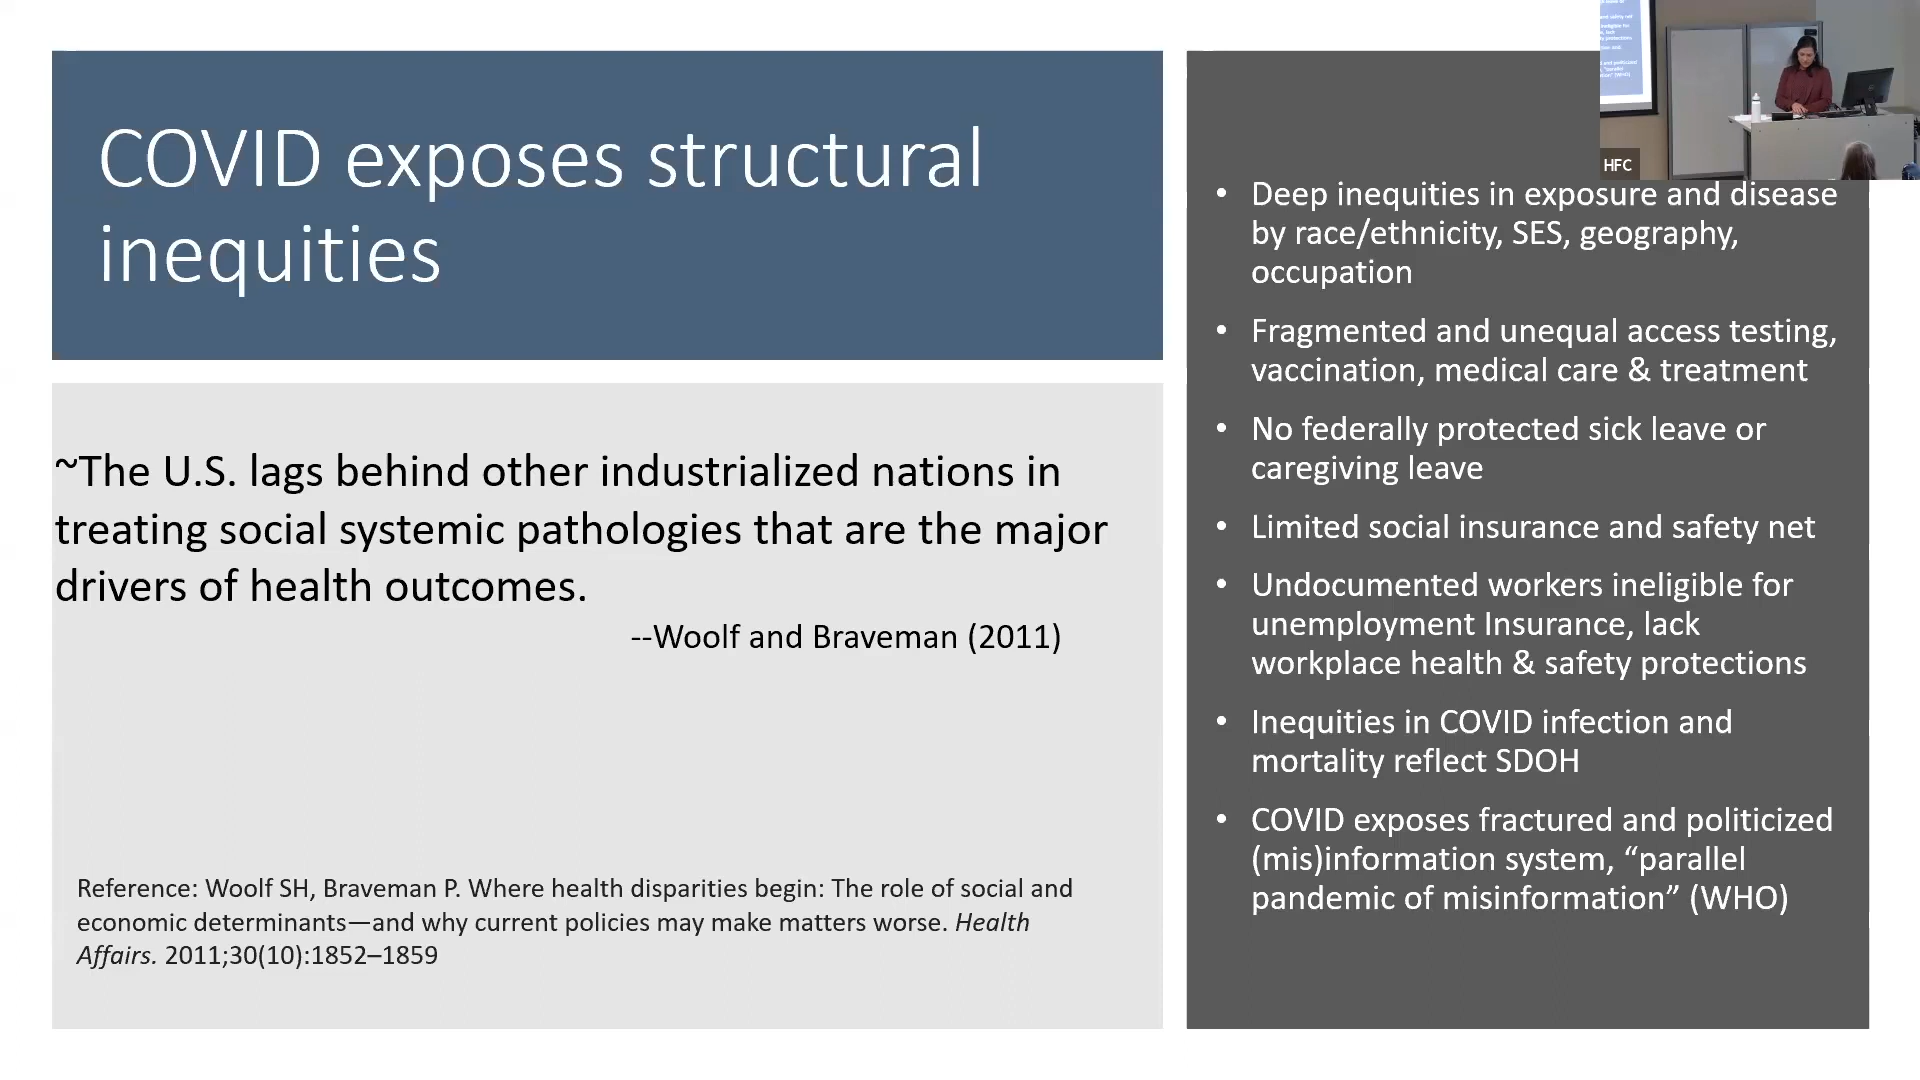 COVID exposes structural
inequities
~The U.S. lags behind other industrialized nations in
treating social systemic pathologies that are the major
drivers of health outcomes.
--Woolf and Braveman (2011)
Reference: Woolf SH, Braveman P. Where health disparities begin: The role of social and
economic determinants—and why current policies may make matters worse. Health
Affairs. 2011;30(10):1852–1859
HFC
• Deep inequities in exposure and disease
by race/ethnicity, SES, geography,
occupation
• Fragmented and unequal access testing,
vaccination, medical care & treatment
• No federally protected sick leave or
caregiving leave
• Limited social insurance and safety net
• Undocumented workers ineligible for
unemployment Insurance, lack
workplace health & safety protections
• Inequities in COVID infection and
mortality reflect SDOH
• COVID exposes fractured and politicized
(mis)information system, “parallel
pandemic of misinformation” (WHO)